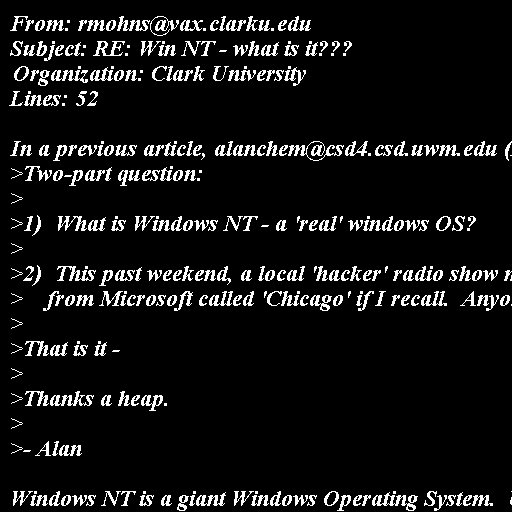 From: rmohns@vax.clarku.edu
Subject: RE: Win NT - what is it???
Organization: Clark University
Lines: 52

In a previous article, alanchem@csd4.csd.uwm.edu (
>Two-part question:
>
>1)  What is Windows NT - a 'real' windows OS?
>
>2)  This past weekend, a local 'hacker' radio show
>    from Microsoft called 'Chicago' if I recall.
>
>That is it -
>
>Thanks a heap.
>
>- Alan

Windows NT is a giant Windows Operating System.